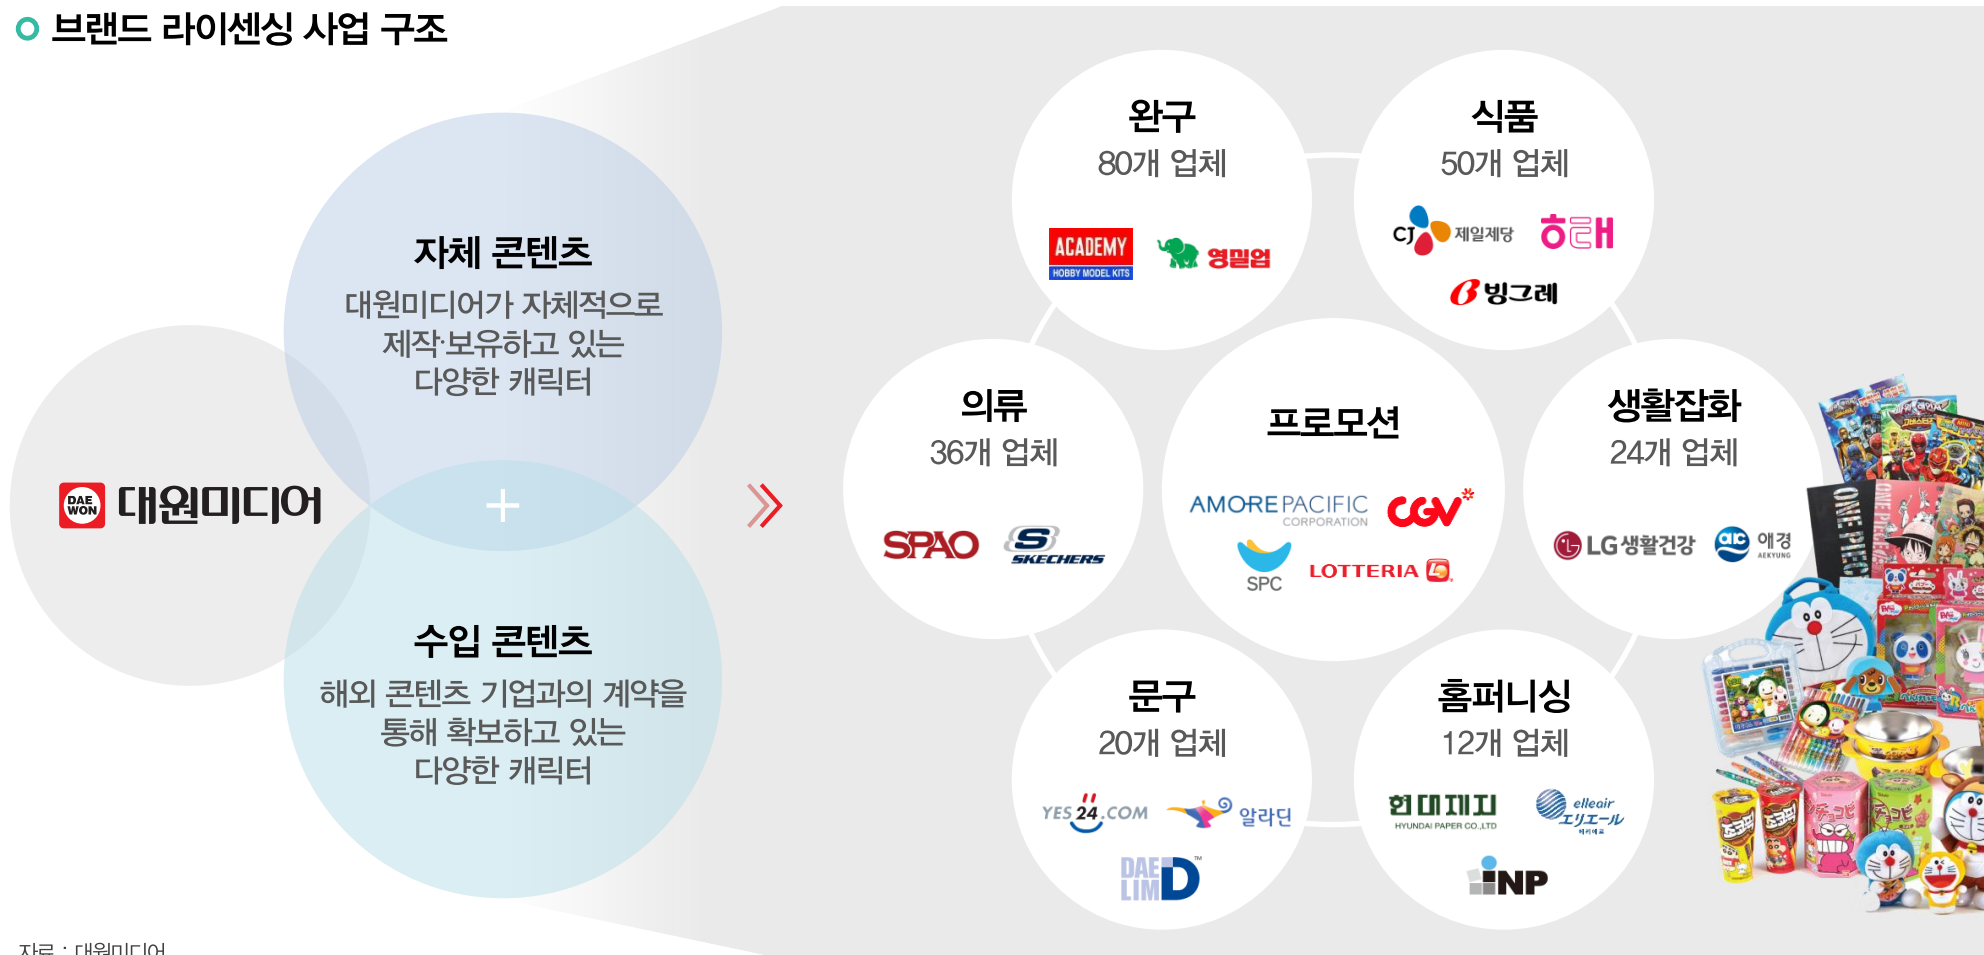 브랜드 라이센싱 사업 구조
자체 콘텐츠
대원미디어가 자체적으로
제작·보유하고 있는
다양한 캐릭터
DAE
WON
대원미디어
+
수입 콘텐츠
해외 콘텐츠 기업과의 계약을
통해 확보하고 있는
다양한 캐릭터
완구
80개 업체
ACADEMY
HOBBY MODEL KITS
영실업
식품
50개 업체
CJ 제일제당
해태
빙그레
의류
36개 업체
SPAO
SKECHERS
프로모션
AMOREPACIFIC
CORPORATION
CGV
SPC
LOTTERIA
생활잡화
24개 업체
LG생활건강
애경
AEKYUNG
문구
20개 업체
YES24.COM
알라딘
DAE
LIM
홈퍼니싱
12개 업체
현대제지
HYUNDAI PAPER CO.,LTD
elleair
エリエール
iNP
ONE PIECE
자료 : 대원미디어